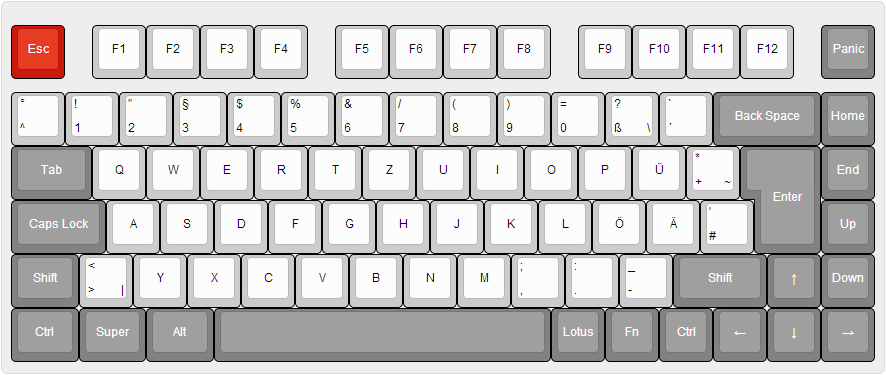 Esc F1 F2 F3 F4 F5 F6 F7 F8 F9 F10 F11 F12 Panic
° ! " § $ % & / ( ) = ? ` Back Space Home
^ 1 2 3 4 5 6 7 8 9 0 ß \ ´
Tab Q W E R T Z U I O P Ü * Enter End
+ ~
Caps Lock A S D F G H J K L Ö Ä ' Up
#
Shift < Y X C V B N M ; : _ Shift ↑ Down
> | , . -
Ctrl Super Alt Lotus Fn Ctrl ← ↓ →